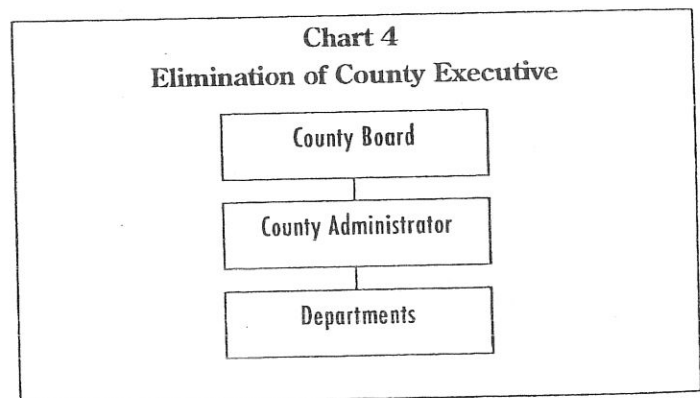 Chart 4
Elimination of County Executive
County Board
County Administrator
Departments